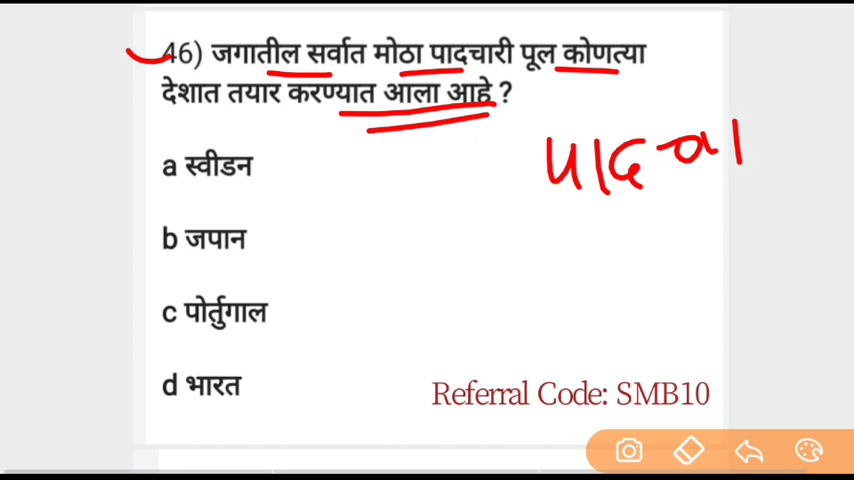 46) जगातील सर्वात मोठा पादचारी पूल कोणत्या
देशात तयार करण्यात आला आहे ?
पादचा
a स्वीडन
b जपान
c पोर्तुगाल
d भारत
Referral Code: SMB10